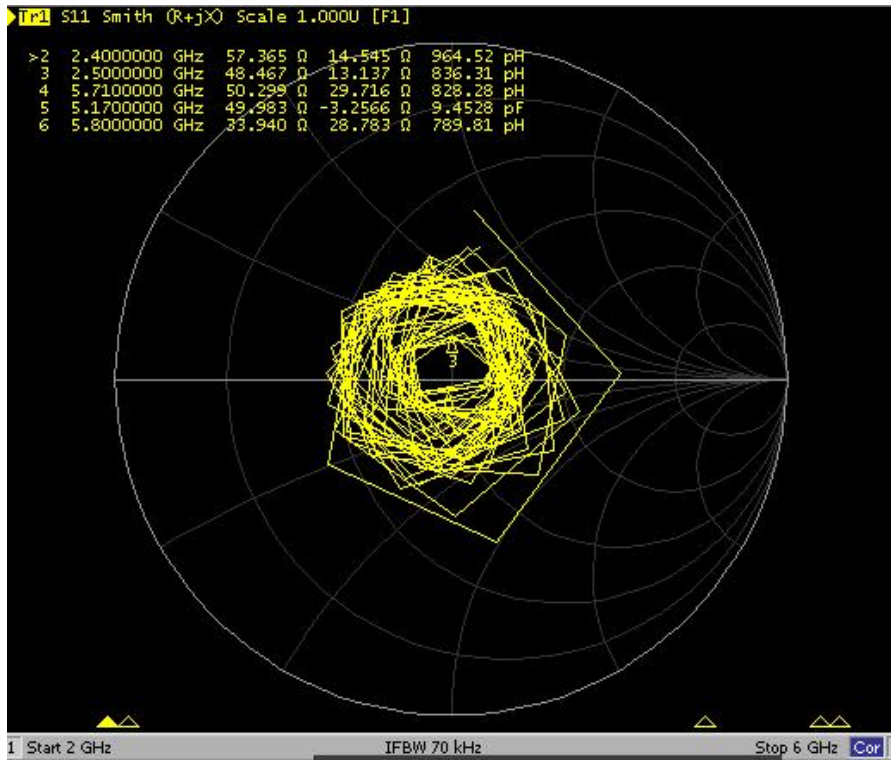 Tr1 S11 Smith (R+jX) Scale 1.000U [F1]
>2 2.4000000 GHz 57.365 Ω 14.545 Ω 964.52 pH
3 2.5000000 GHz 48.467 Ω 13.137 Ω 836.31 pH
4 5.7100000 GHz 50.299 Ω 29.716 Ω 828.28 pH
5 5.1700000 GHz 49.983 Ω -3.2566 Ω 9.4528 pF
6 5.8000000 GHz 33.940 Ω 28.783 Ω 789.81 pH
3
1 Start 2 GHz IFBW 70 kHz Stop 6 GHz Cor